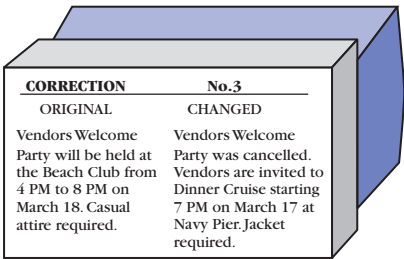 CORRECTION No.3
ORIGINAL CHANGED
Vendors Welcome
Party will be held at
the Beach Club from
4 PM to 8 PM on
March 18. Casual
attire required.
Vendors Welcome
Party was cancelled.
Vendors are invited to
Dinner Cruise starting
7 PM on March 17 at
Navy Pier. Jacket
required.